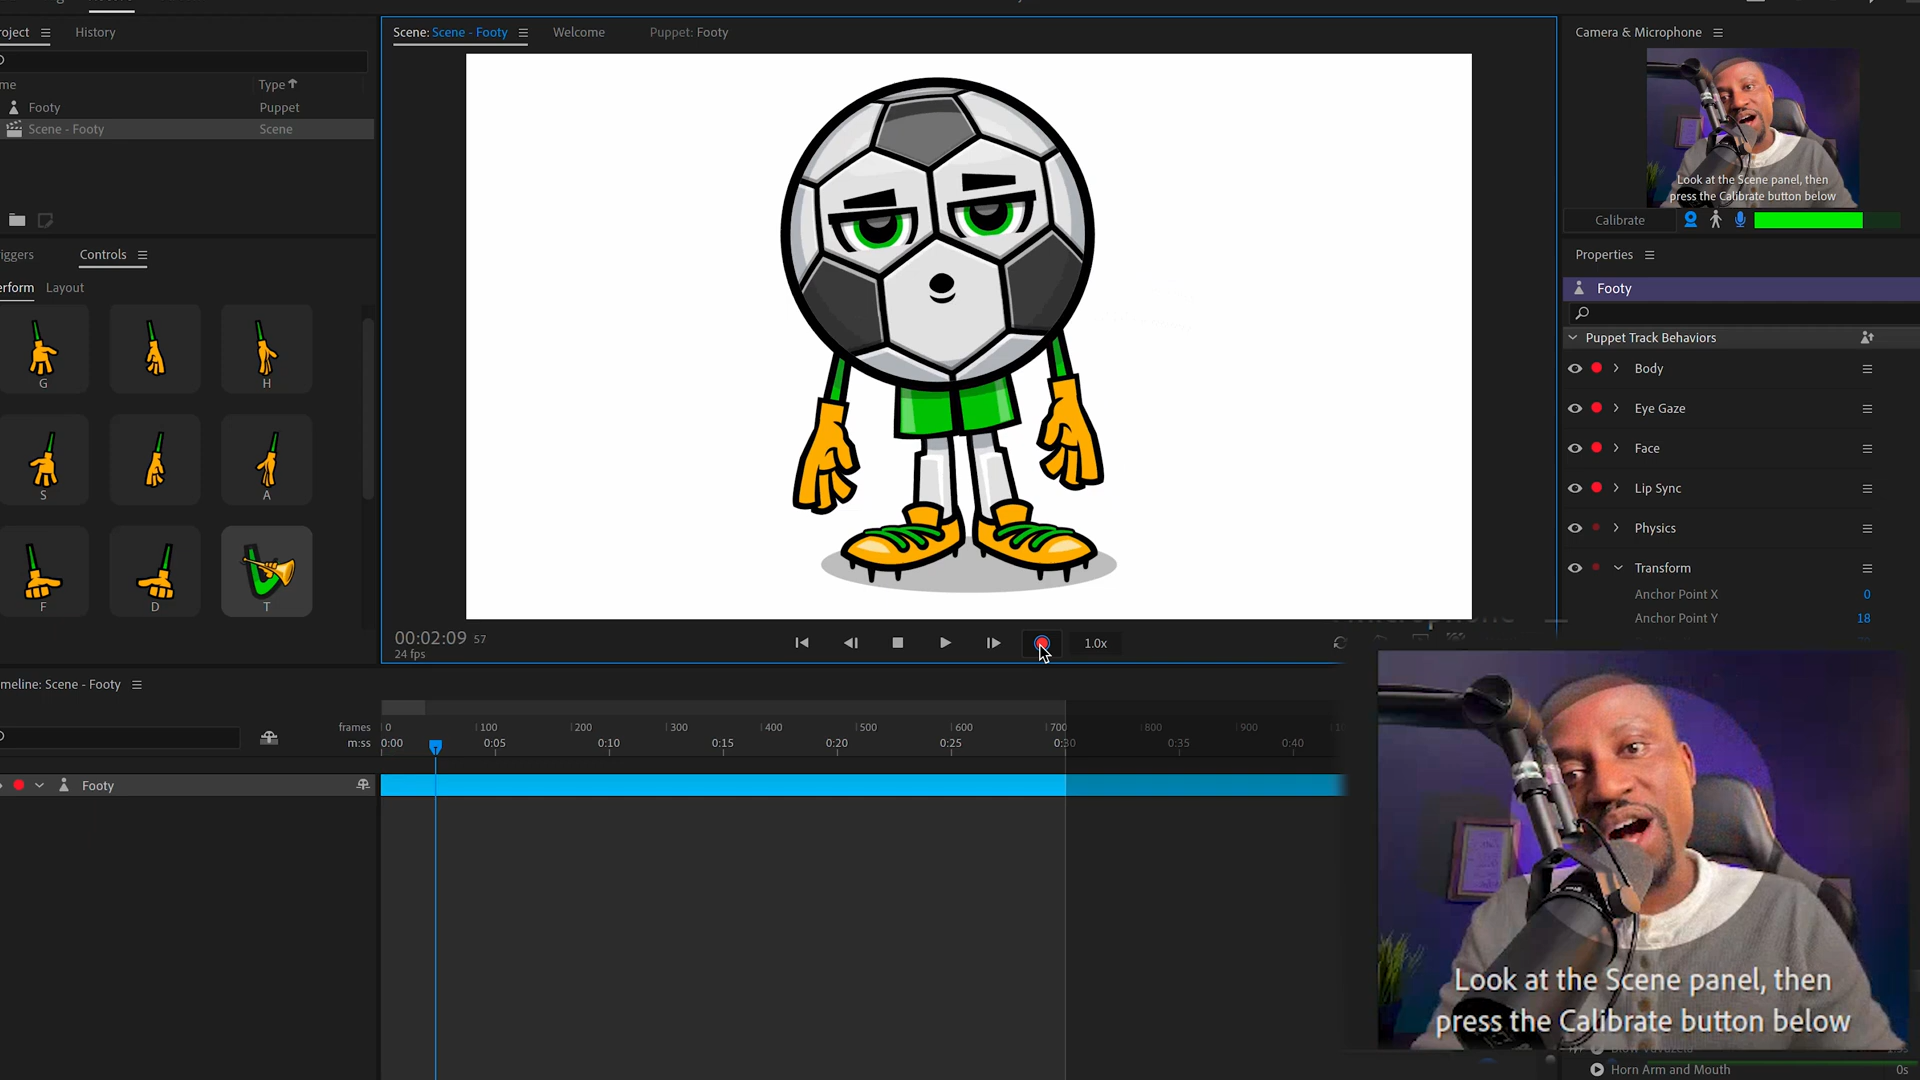 roject
History
Scene: Scene - Footy
Welcome
Puppet: Footy
Camera & Microphone
me
Type
Footy
Puppet
Scene - Footy
Scene
Look at the Scene panel, then
press the Calibrate button below
Calibrate
iggers
Controls
Properties
erform
Layout
Footy
Puppet Track Behaviors
G
H
Body
Eye Gaze
Face
S
A
Lip Sync
Physics
Transform
Anchor Point X
0
F
D
T
Anchor Point Y
18
00:02:09
57
24 fps
1.0x
meline: Scene - Footy
frames
0
100
200
300
400
500
600
700
800
900
m:ss
0:00
0:05
0:10
0:15
0:20
0:25
0:30
0:35
0:40
Footy
Look at the Scene panel, then
press the Calibrate button below
Horn Arm and Mouth
0s